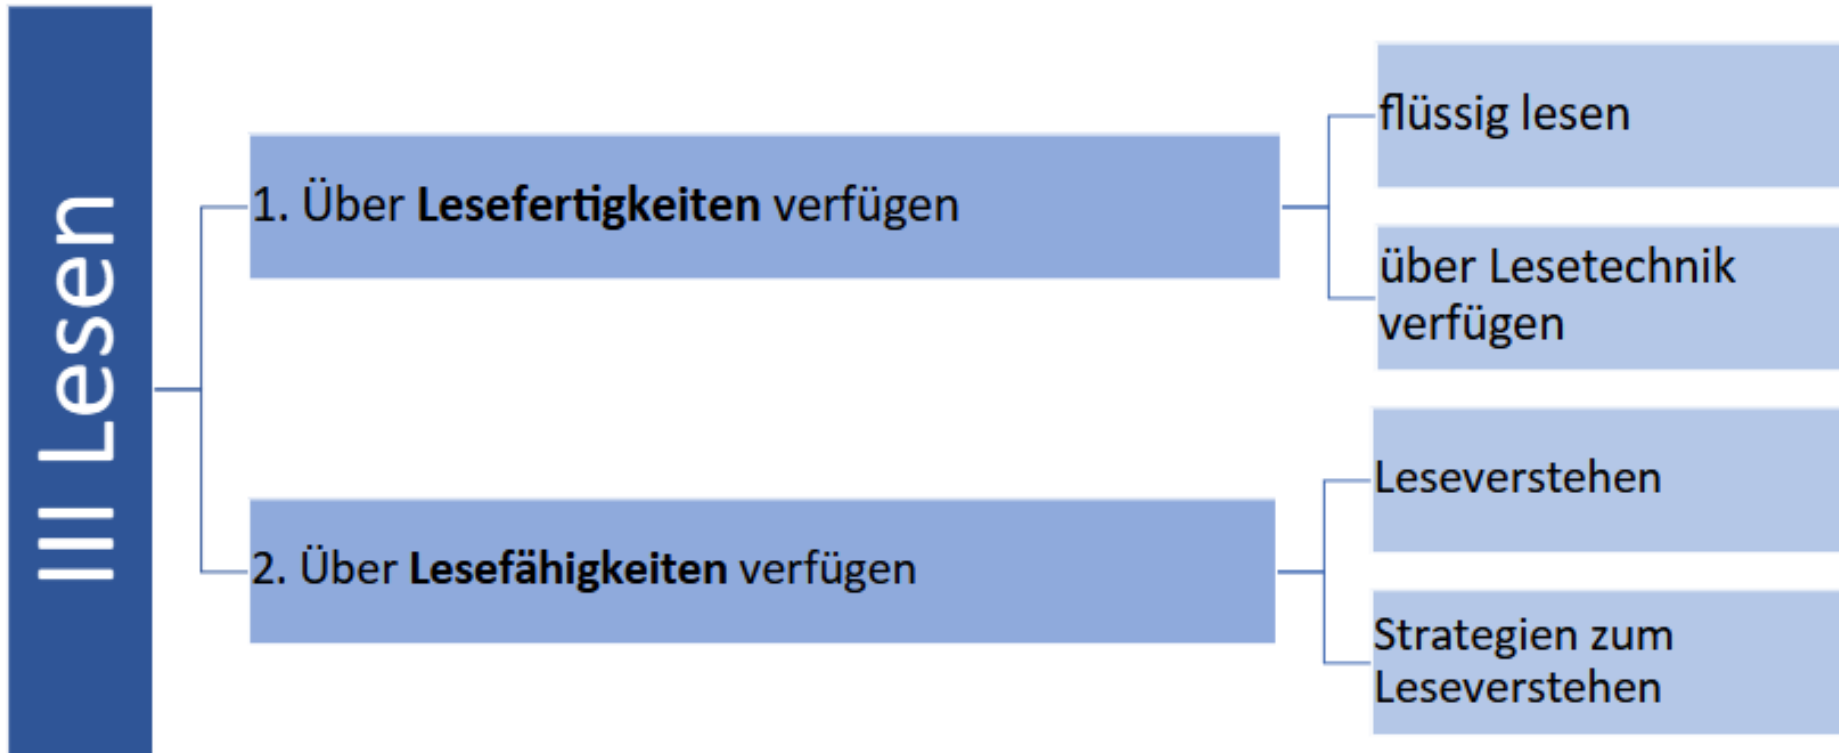 III Lesen
1. Über Lesefertigkeiten verfügen
flüssig lesen
über Lesetechnik
verfügen
2. Über Lesefähigkeiten verfügen
Leseverstehen
Strategien zum
Leseverstehen